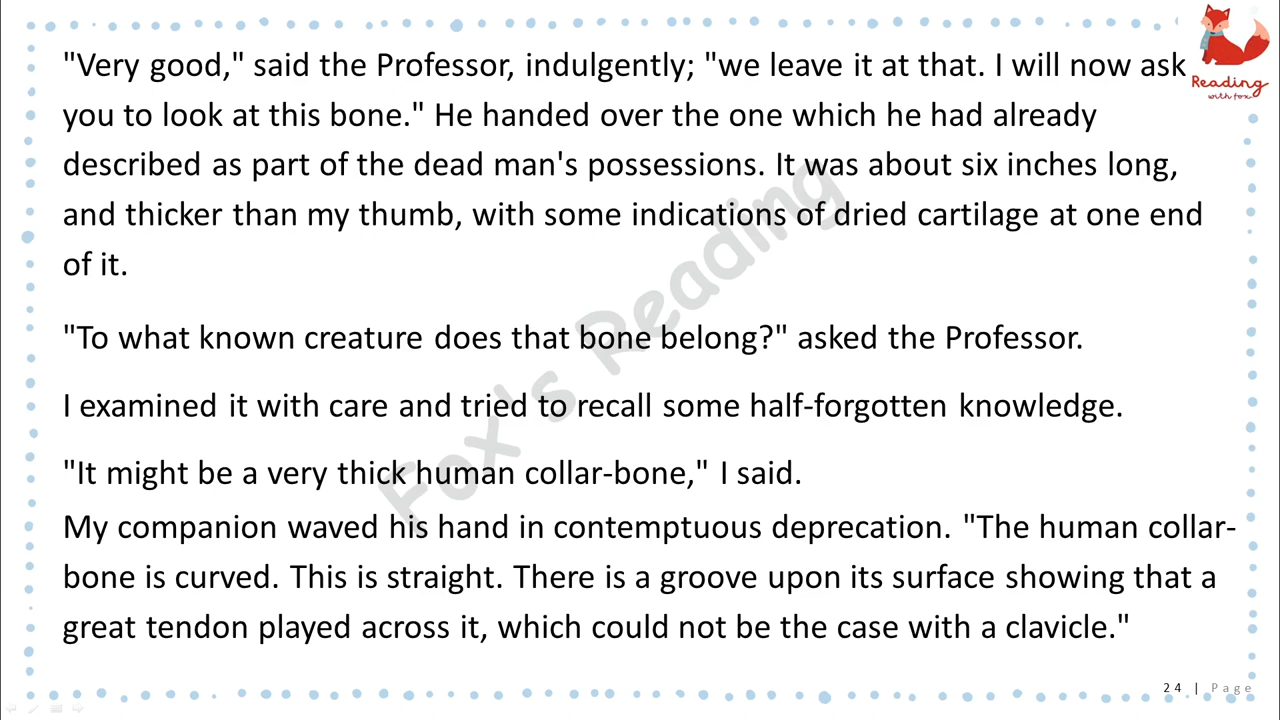 "Very good," said the Professor, indulgently; "we leave it at that. I will now ask
you to look at this bone." He handed over the one which he had already
described as part of the dead man's possessions. It was about six inches long,
and thicker than my thumb, with some indications of dried cartilage at one end
of it.
"To what known creature does that bone belong?" asked the Professor.
I examined it with care and tried to recall some half-forgotten knowledge.
"It might be a very thick human collar-bone," I said.
My companion waved his hand in contemptuous deprecation. "The human collar-
bone is curved. This is straight. There is a groove upon its surface showing that a
great tendon played across it, which could not be the case with a clavicle."
Reading
with fox
Fox's Reading
24 | Page